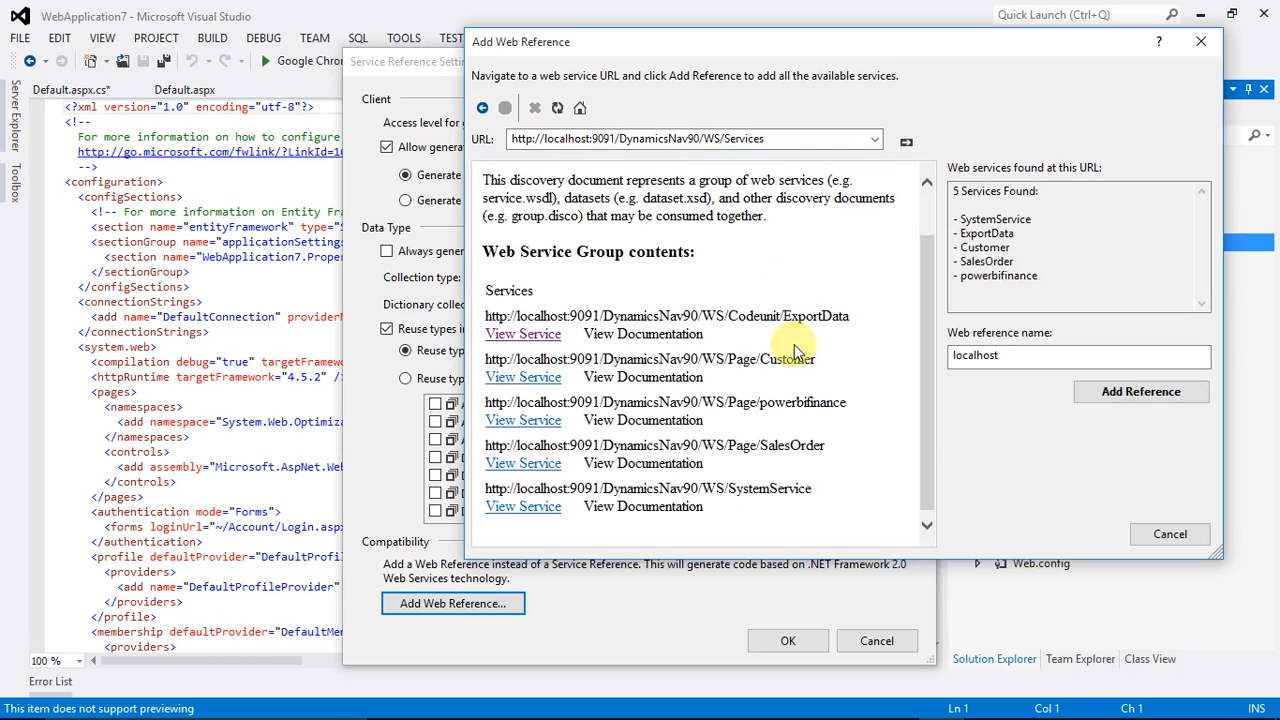 WebApplication7 - Microsoft Visual Studio
Quick Launch (Ctrl+Q)
FILE EDIT VIEW PROJECT BUILD DEBUG TEAM SQL TOOLS TEST
Google Chrom
Server Explorer
Toolbox
Default.aspx.cs* Default.aspx
<?xml version="1.0" encoding="utf-8"?>
<!--
For more information on how to configure
http://go.microsoft.com/fwlink/?LinkId=16
-->
<configuration>
<configSections>
<!-- For more information on Entity F
<section name="entityFramework" type
<sectionGroup name="applicationSettings
<section name="WebApplication7.Proper
</sectionGroup>
</configSections>
<connectionStrings>
<add name="DefaultConnection" provider
</connectionStrings>
<system.web>
<compilation debug="true" targetFramework
<httpRuntime targetFramework="4.5.2" /
<pages>
<namespaces>
<add namespace="System.Web.Optimiza
</namespaces>
<controls>
<add assembly="Microsoft.AspNet.Web
</controls>
</pages>
<authentication mode="Forms">
<forms loginUrl="~/Account/Login.aspx
</authentication>
<profile defaultProvider="DefaultProfile
<providers>
<add name="DefaultProfileProvider"
</providers>
</profile>
<membership defaultProvider="DefaultMem
<providers>
100 %
Error List
This item does not support previewing
Ln 1 Col 1 Ch 1 INS
Service Reference Setti
Client
Access level for g
Allow genera
Generate
Generate
Data Type
Always gener
Collection type:
Dictionary collec
Reuse types in
Reuse typ
Reuse type
Compatibility
Add a Web Reference instead of a Service Reference. This will generate code based on .NET Framework 2.0
Web Services technology.
Add Web Reference...
OK Cancel
Add Web Reference
?
Navigate to a web service URL and click Add Reference to add all the available services.
URL: http://localhost:9091/DynamicsNav90/WS/Services
This discovery document represents a group of web services (e.g.
service.wsdl), datasets (e.g. dataset.xsd), and other discovery documents
(e.g. group.disco) that may be consumed together.
Web Service Group contents:
Services
http://localhost:9091/DynamicsNav90/WS/Codeunit/ExportData
View Service View Documentation
http://localhost:9091/DynamicsNav90/WS/Page/Customer
View Service View Documentation
http://localhost:9091/DynamicsNav90/WS/Page/powerbifinance
View Service View Documentation
http://localhost:9091/DynamicsNav90/WS/Page/SalesOrder
View Service View Documentation
http://localhost:9091/DynamicsNav90/WS/SystemService
View Service View Documentation
Web services found at this URL:
5 Services Found:
- SystemService
- ExportData
- Customer
- SalesOrder
- powerbifinance
Web reference name:
localhost
Add Reference
Cancel
Web.config
Solution Explorer Team Explorer Class View